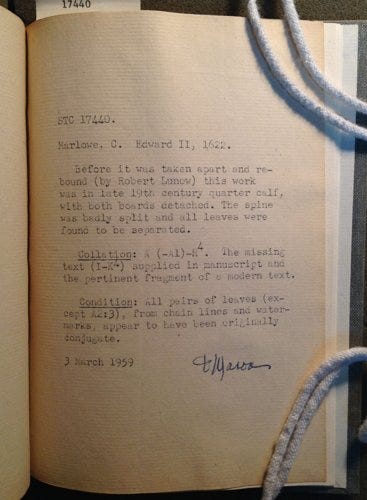 17440
STC 17440.
Marlowe, C.  Edward II, 1622.
Before it was taken apart and re-
bound (by Robert Lunow) this work
was in late 19th century quarter calf,
with both boards detached. The spine
was badly split and all leaves were
found to be separated.
Collation: A (-A1)-H⁴.  The missing
text (I-K⁴) supplied in manuscript and
the pertinent fragment of a modern text.
Condition: All pairs of leaves (ex-
cept A2:3), from chain lines and water-
marks, appear to have been originally
conjugate.
3 March 1959